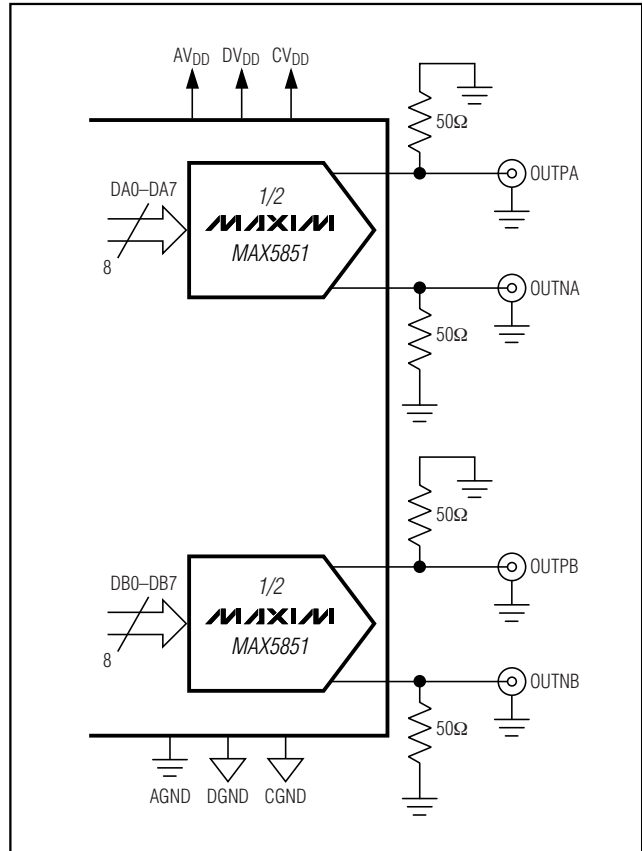 AVDD DVDD CVDD
50Ω
DA0–DA7
8
1/2
MAXIM
MAX5851
OUTPA
OUTNA
50Ω
50Ω
DB0–DB7
8
1/2
MAXIM
MAX5851
OUTPB
OUTNB
50Ω
AGND DGND CGND